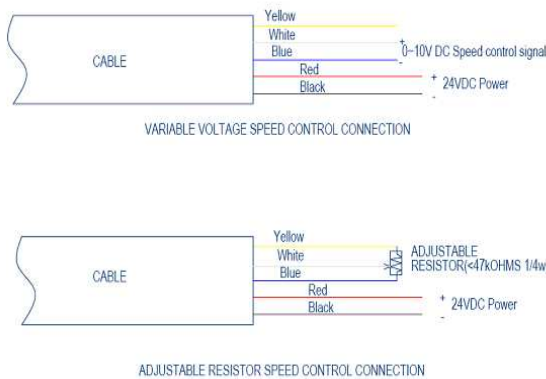 Yellow
White
Blue
CABLE
+
0-10V DC Speed control signal
-
Red
Black
+
24VDC Power
-
VARIABLE VOLTAGE SPEED CONTROL CONNECTION
Yellow
White
Blue
CABLE
ADJUSTABLE
RESISTOR(<47kOHMS 1/4w
Red
Black
+
24VDC Power
-
ADJUSTABLE RESISTOR SPEED CONTROL CONNECTION